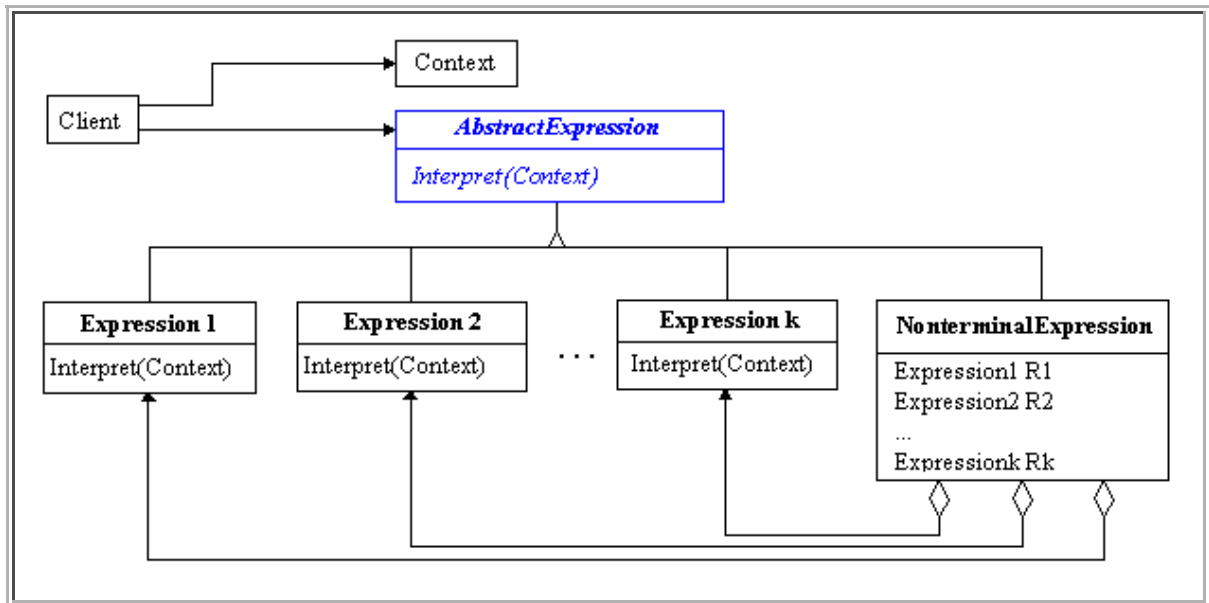 Context
Client
AbstractExpression
Interpret(Context)
Expression 1
Interpret(Context)
Expression 2
Interpret(Context)
. . .
Expression k
Interpret(Context)
NonterminalExpression
Expression1 R1
Expression2 R2
...
Expressionk Rk